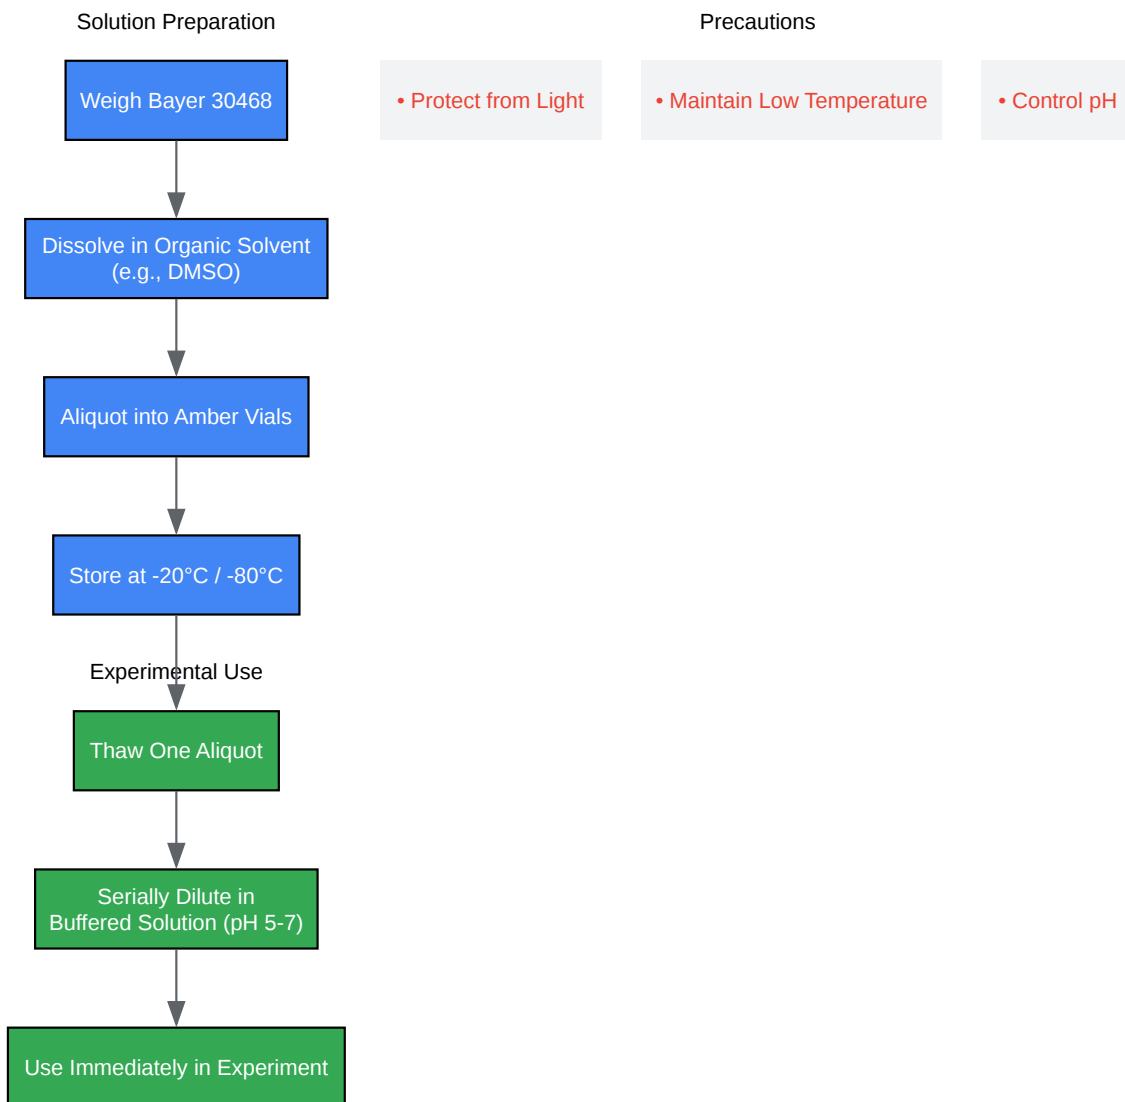 Solution Preparation
Precautions
Weigh Bayer 30468
• Protect from Light
• Maintain Low Temperature
• Control pH
Dissolve in Organic Solvent
(e.g., DMSO)
Aliquot into Amber Vials
Store at -20°C / -80°C
Experimental Use
Thaw One Aliquot
Serially Dilute in
Buffered Solution (pH 5-7)
Use Immediately in Experiment